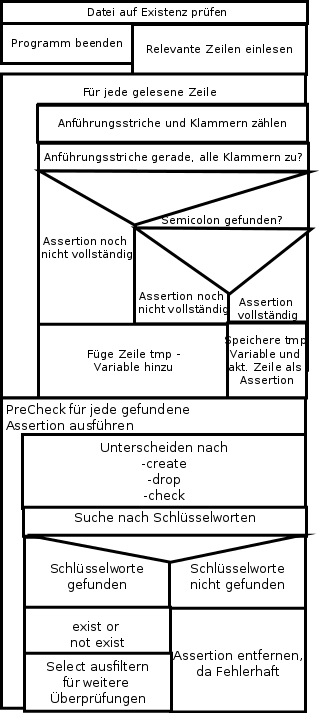 Datei auf Existenz prüfen
Programm beenden
Relevante Zeilen einlesen
Für jede gelesene Zeile
Anführungsstriche und Klammern zählen
Anführungsstriche gerade, alle Klammern zu?
Semicolon gefunden?
Assertion noch
nicht vollständig
Assertion noch
nicht vollständig
Assertion
vollständig
Füge Zeile tmp -
Variable hinzu
Speichere tmp
Variable und
akt. Zeile als
Assertion
PreCheck für jede gefundene
Assertion ausführen
Unterscheiden nach
-create
-drop
-check
Suche nach Schlüsselworten
Schlüsselworte
gefunden
Schlüsselworte
nicht gefunden
exist or
not exist
Select ausfiltern
für weitere
Überprüfungen
Assertion entfernen,
da Fehlerhaft